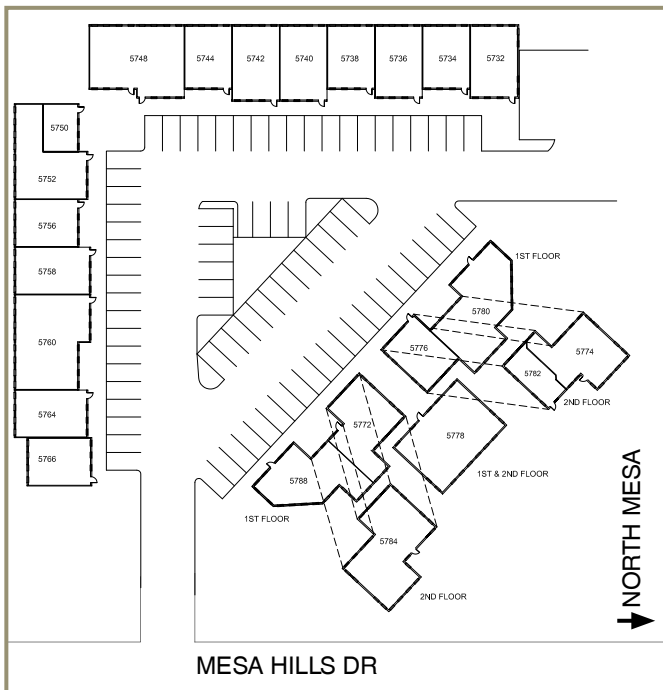 5748 5744 5742 5740 5738 5736 5734 5732
5750
5752
5756
5758
5760
5764
5766
1ST FLOOR
5780
5776
5774
5782
2ND FLOOR
5772
5778
1ST & 2ND FLOOR
5788
1ST FLOOR
5784
2ND FLOOR
NORTH MESA
MESA HILLS DR